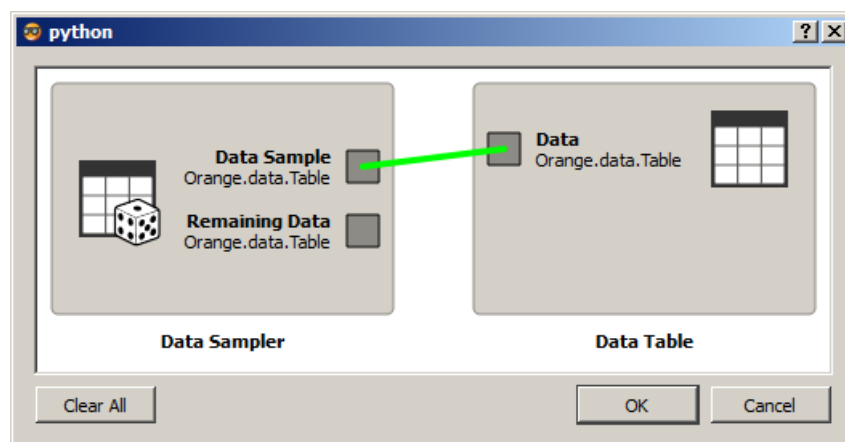 python
Data Sample
Orange.data.Table
Remaining Data
Orange.data.Table
Data Sampler
Data
Orange.data.Table
Data Table
Clear All
OK
Cancel